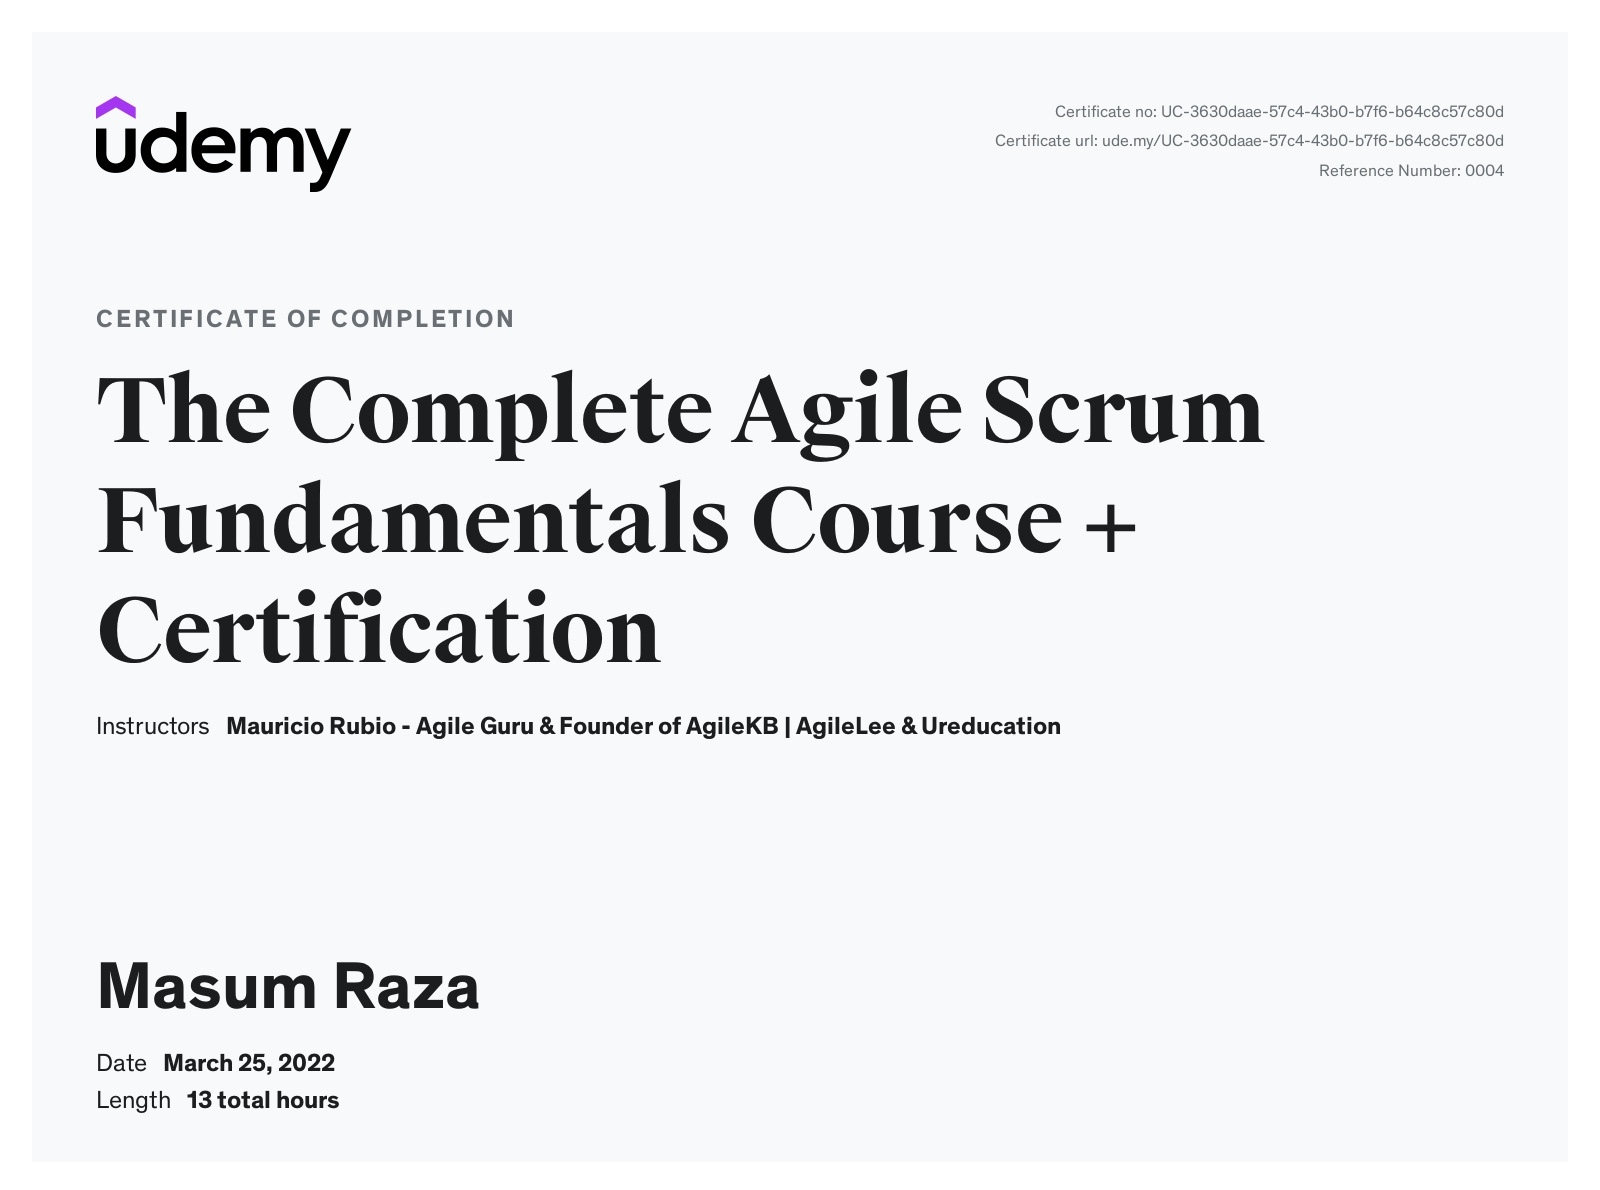 udemy
Certificate no: UC-3630daae-57c4-43b0-b7f6-b64c8c57c80d
Certificate url: ude.my/UC-3630daae-57c4-43b0-b7f6-b64c8c57c80d
Reference Number: 0004
CERTIFICATE OF COMPLETION
The Complete Agile Scrum
Fundamentals Course +
Certification
Instructors Mauricio Rubio - Agile Guru & Founder of AgileKB | AgileLee & Ureducation
Masum Raza
Date March 25, 2022
Length 13 total hours